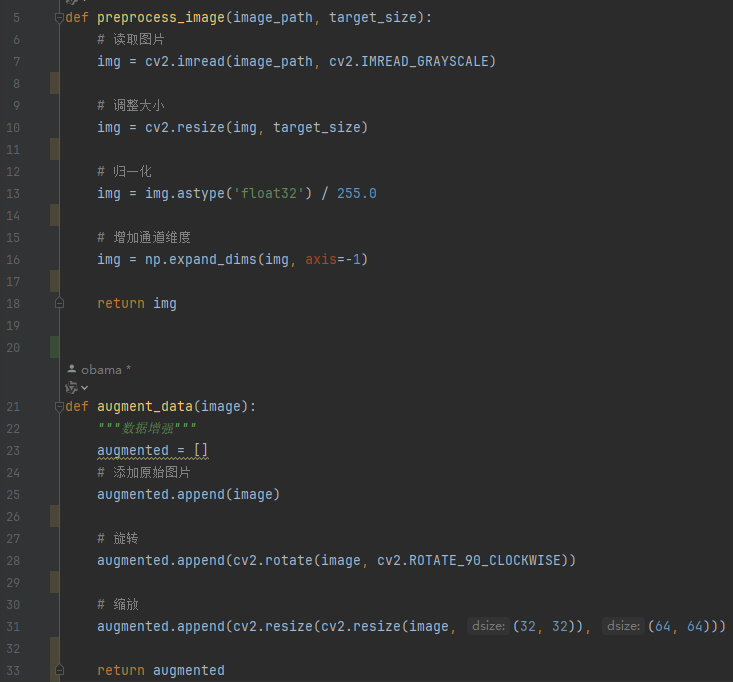 5 def preprocess_image(image_path, target_size):
6 # 读取图片
7 img = cv2.imread(image_path, cv2.IMREAD_GRAYSCALE)
8
9 # 调整大小
10 img = cv2.resize(img, target_size)
11
12 # 归一化
13 img = img.astype('float32') / 255.0
14
15 # 增加通道维度
16 img = np.expand_dims(img, axis=-1)
17
18 return img
19
20
obama *
21 def augment_data(image):
22 """数据增强"""
23 augmented = []
24 # 添加原始图片
25 augmented.append(image)
26
27 # 旋转
28 augmented.append(cv2.rotate(image, cv2.ROTATE_90_CLOCKWISE))
29
30 # 缩放
31 augmented.append(cv2.resize(cv2.resize(image, dsize: (32, 32)), dsize: (64, 64)))
32
33 return augmented